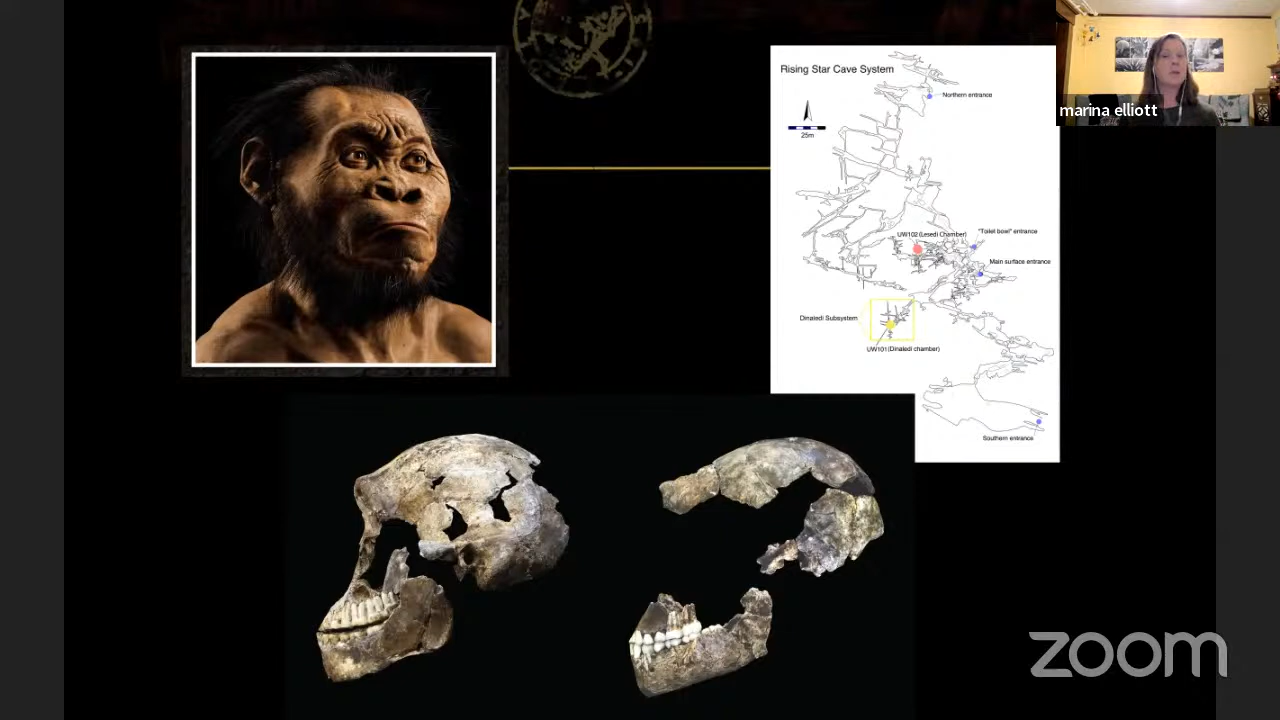 Rising Star Cave System
25m
Northern entrance
UW102 (Lesedi Chamber)
"Toilet bowl" entrance
Main surface entrance
Dinaledi Subsystem
UW101 (Dinaledi chamber)
Southern entrance
marina elliott
zoom